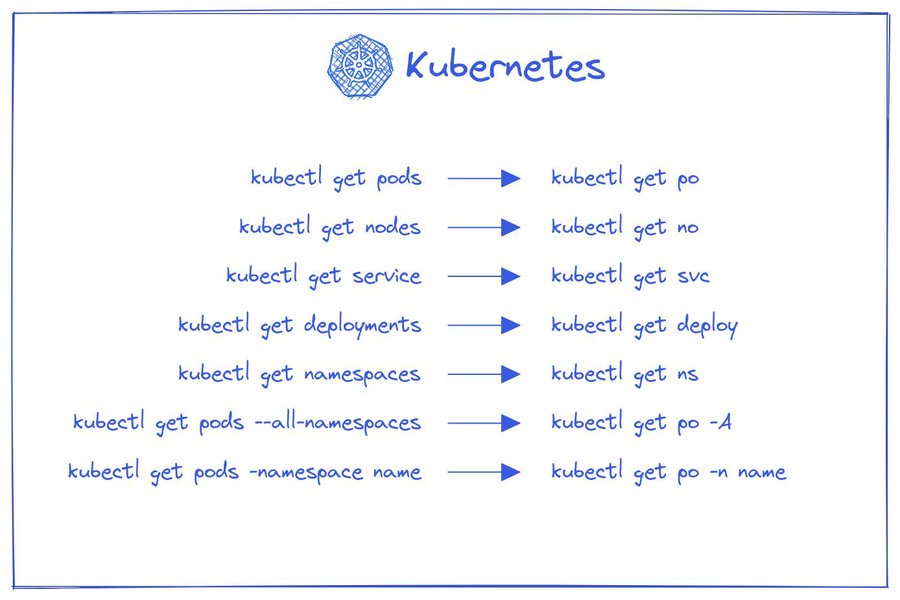 Kubernetes
kubectl get pods → kubectl get po
kubectl get nodes → kubectl get no
kubectl get service → kubectl get svc
kubectl get deployments → kubectl get deploy
kubectl get namespaces → kubectl get ns
kubectl get pods --all-namespaces → kubectl get po -A
kubectl get pods -namespace name → kubectl get po -n name